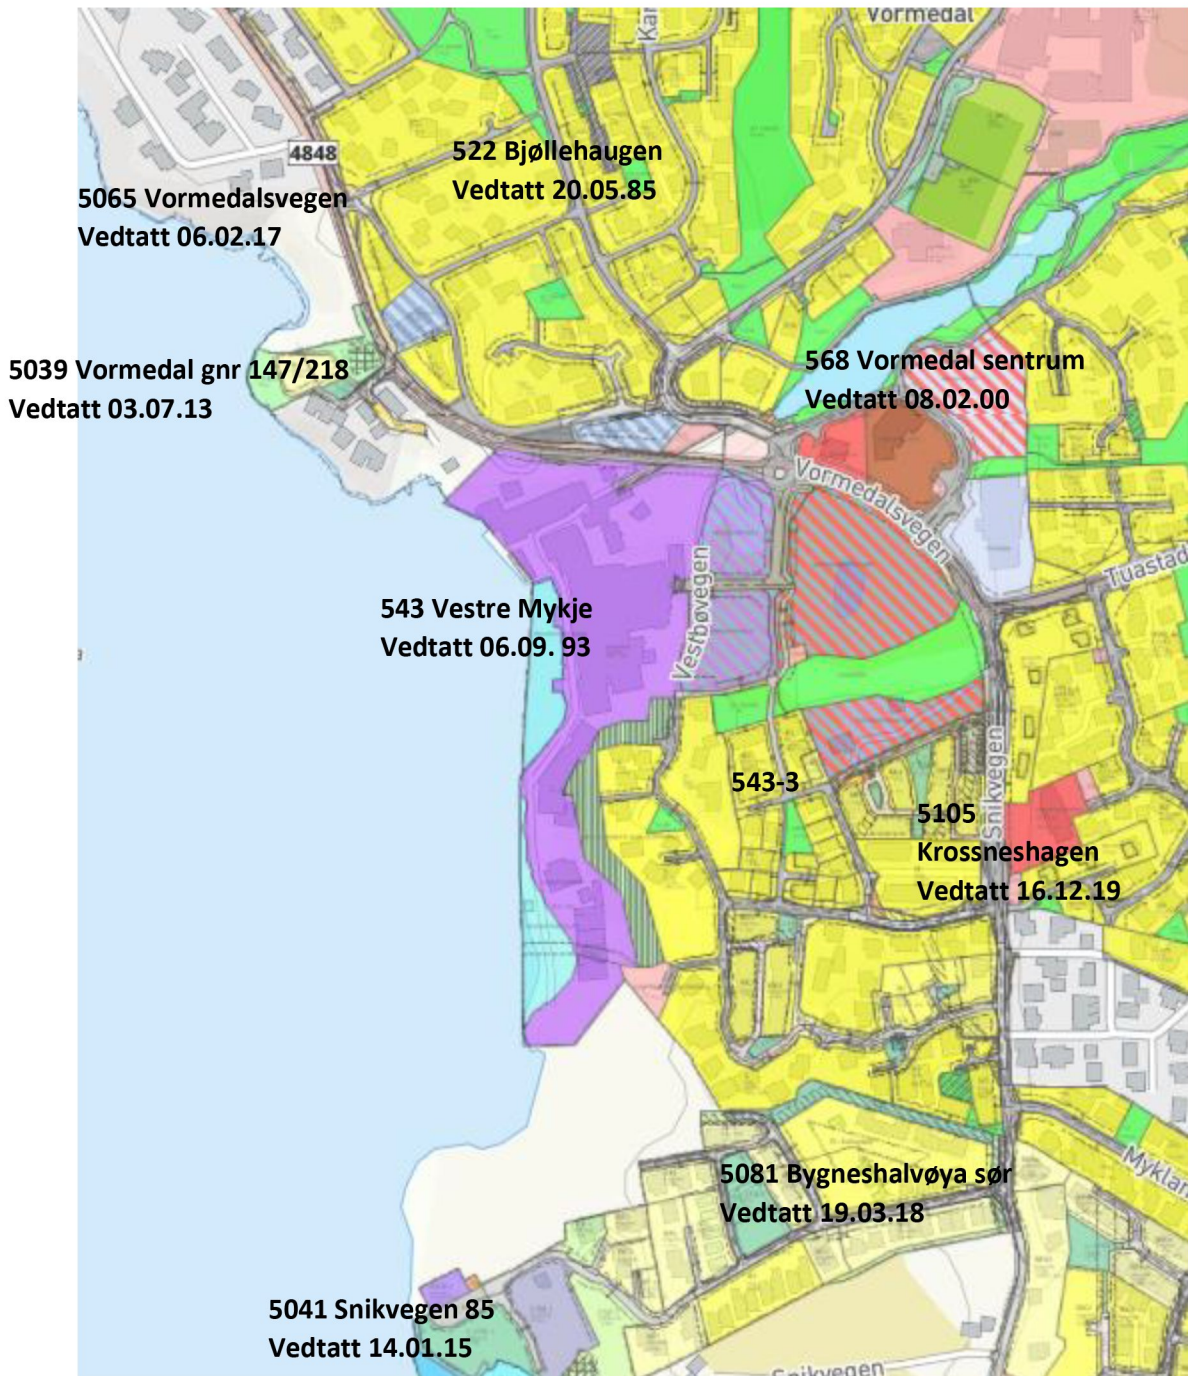 Vormedal
Kar
4848
522 Bjøllehaugen
Vedtatt 20.05.85
5065 Vormedalsvegen
Vedtatt 06.02.17
5039 Vormedal gnr 147/218
Vedtatt 03.07.13
568 Vormedal sentrum
Vedtatt 08.02.00
Vormedalsvegen
Tuastad
Vestbøvegen
543 Vestre Mykje
Vedtatt 06.09. 93
543-3
Snikvegen
5105
Krossneshagen
Vedtatt 16.12.19
Myklan
5081 Bygneshalvøya sør
Vedtatt 19.03.18
5041 Snikvegen 85
Vedtatt 14.01.15
Snikvegen